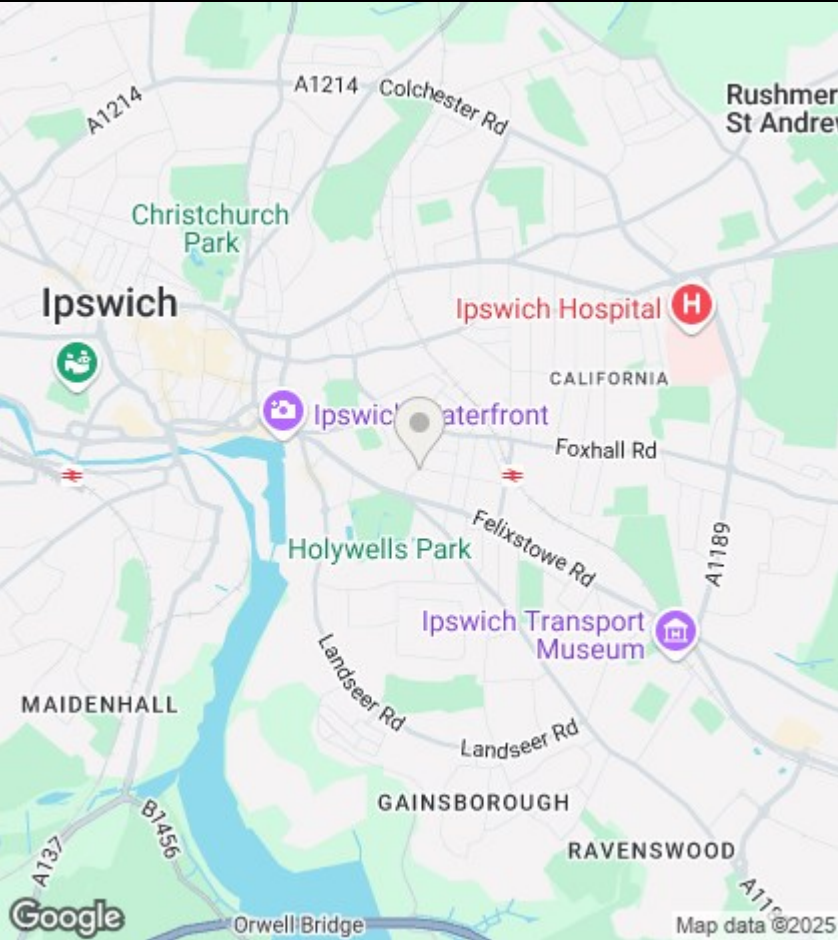 A1214
Colchester Rd
A1214
Rushmer
St Andre
Christchurch
Park
Ipswich
Ipswich Hospital
H
CALIFORNIA
Ipswich
aterfront
Foxhall Rd
Felixstowe Rd
Holywells Park
A1189
Ipswich Transport
Museum
Landseer Rd
MAIDENHALL
Landseer Rd
GAINSBOROUGH
B1456
RAVENSWOOD
A137
A11
Google
Orwell Bridge
Map data ©2025